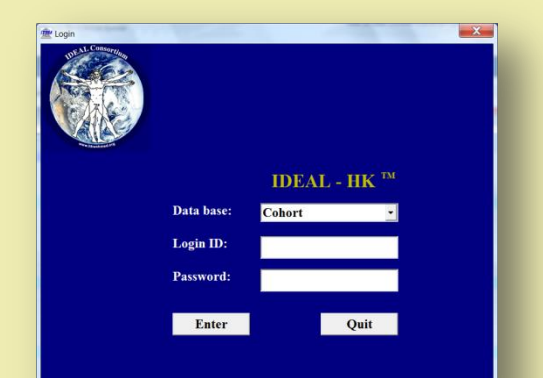 Login
IDEAL Consortium
IDEAL - HK ™
Data base:
Cohort
Login ID:
Password:
Enter
Quit